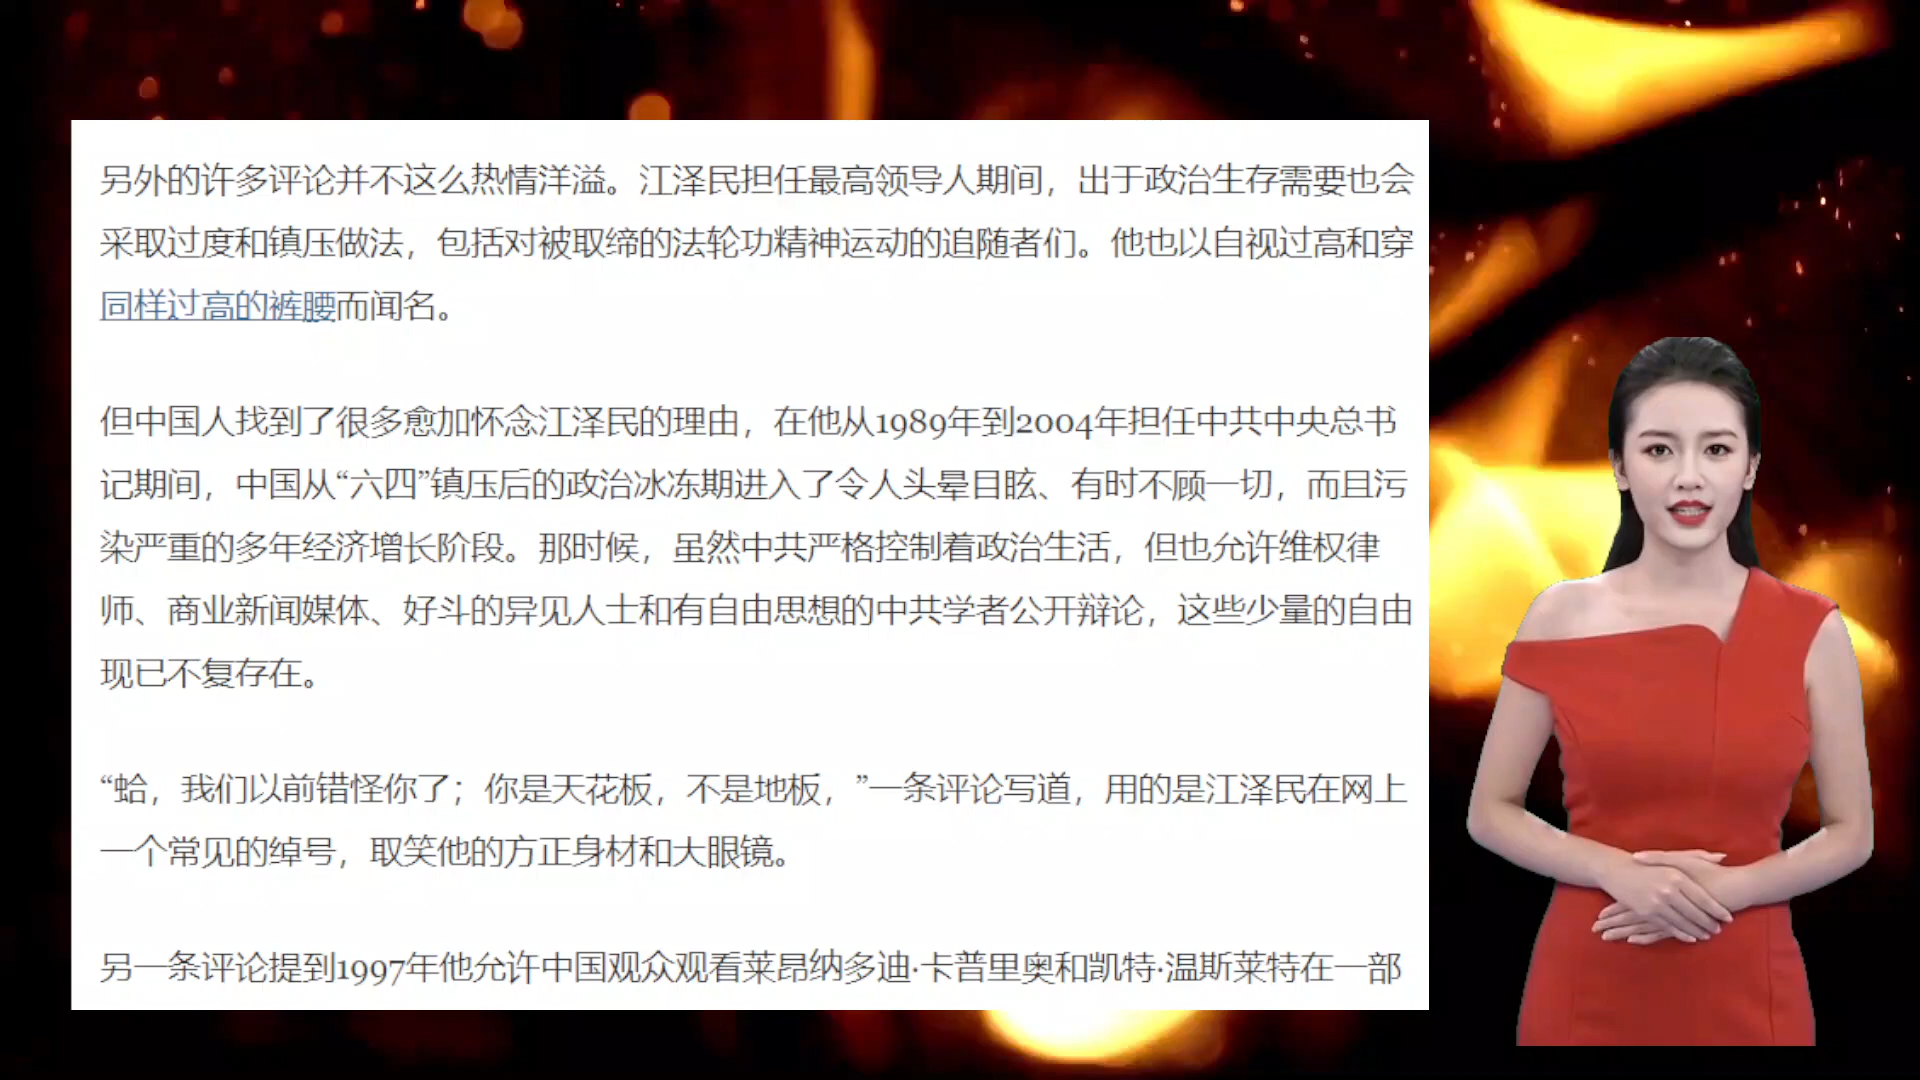 另外的许多评论并不这么热情洋溢。江泽民担任最高领导人期间，出于政治生存需要也会
采取过度和镇压做法，包括对被取缔的法轮功精神运动的追随者们。他也以自视过高和穿
同样过高的裤腰而闻名。
但中国人找到了很多愈加怀念江泽民的理由，在他从1989年到2004年担任中共中央总书
记期间，中国从“六四”镇压后的政治冰冻期进入了令人头晕目眩、有时不顾一切，而且污
染严重的多年经济增长阶段。那时候，虽然中共严格控制着政治生活，但也允许维权律
师、商业新闻媒体、好斗的异见人士和有自由思想的中共学者公开辩论，这些少量的自由
现已不复存在。
“蛤，我们以前错怪你了；你是天花板，不是地板，”一条评论写道，用的是江泽民在网上
一个常见的绰号，取笑他的方正身材和大眼镜。
另一条评论提到1997年他允许中国观众观看莱昂纳多迪·卡普里奥和凯特·温斯莱特在一部